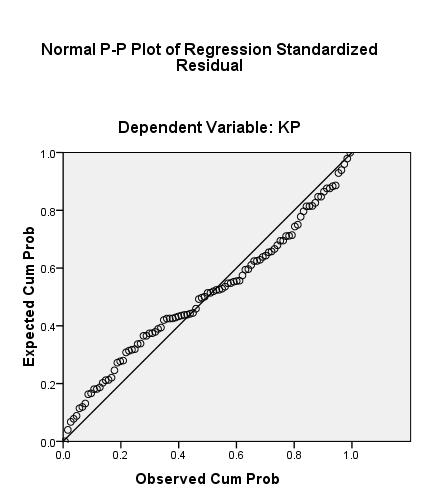 Normal P-P Plot of Regression Standardized
Residual
Dependent Variable: KP
Expected Cum Prob
1.0
0.8
0.6
0.4
0.2
0.0
0.0 0.2 0.4 0.6 0.8 1.0
Observed Cum Prob